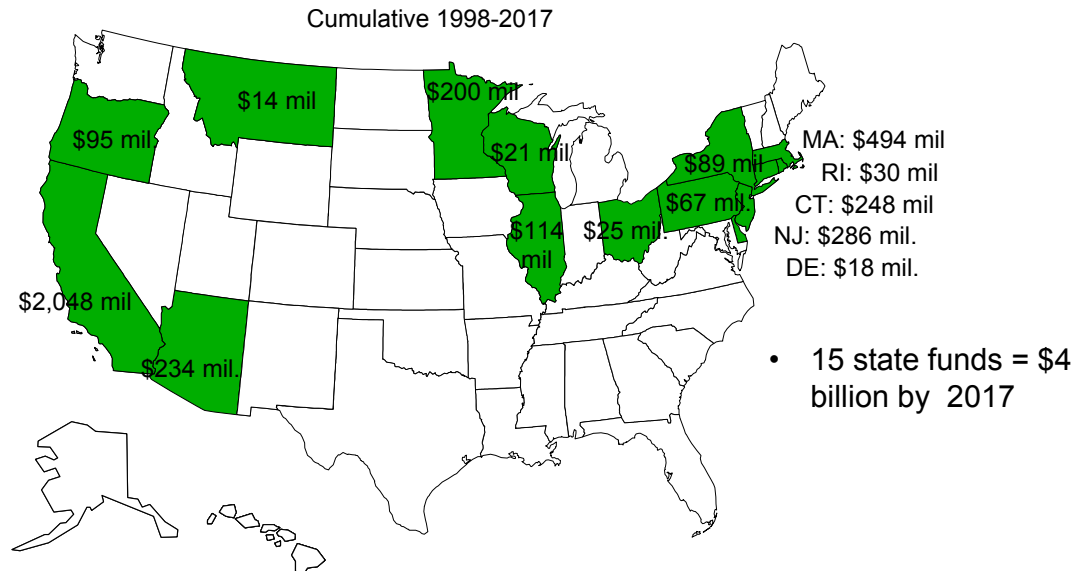 Cumulative 1998-2017
$14 mil
$200 mil
$95 mil
$21 mil
$89 mil
MA: $494 mil
RI: $30 mil
$67 mil.
CT: $248 mil
$114
mil
$25 mil.
NJ: $286 mil.
DE: $18 mil.
$2,048 mil
$234 mil.
• 15 state funds = $4
billion by 2017